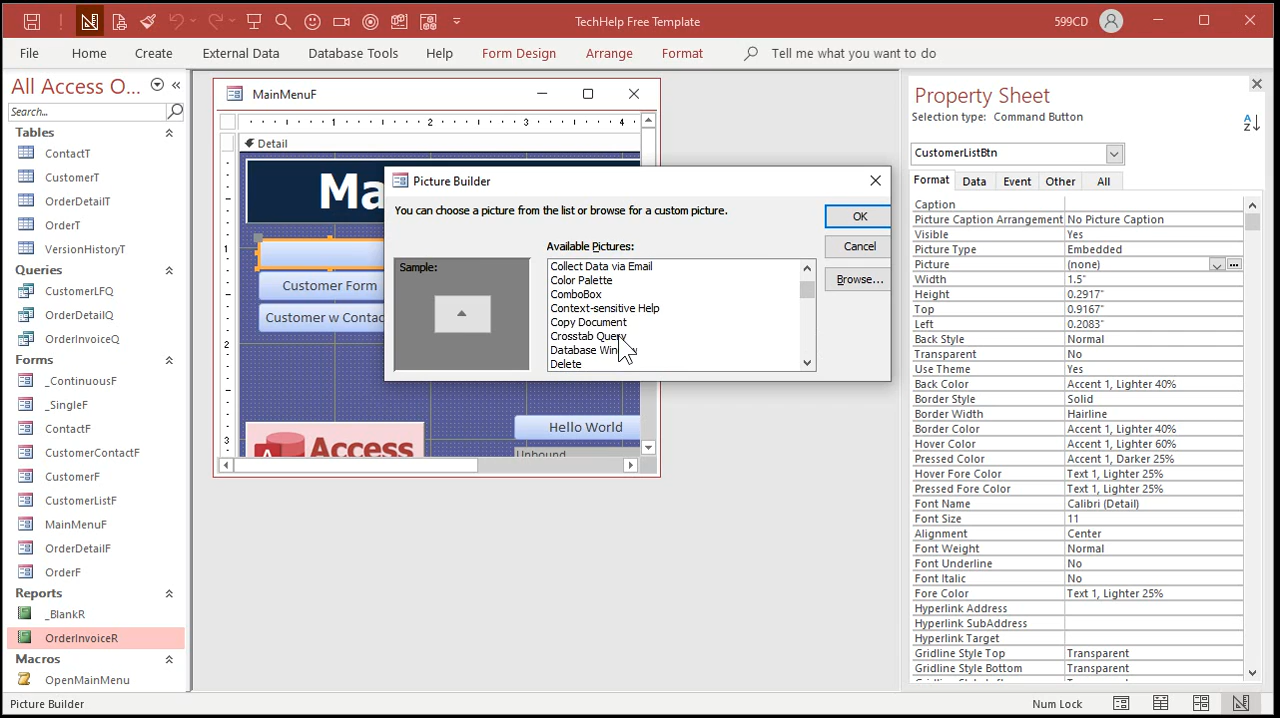 TechHelp Free Template
599CD
File Home Create External Data Database Tools Help Form Design Arrange Format Tell me what you want to do
All Access O...
Search...
Tables
ContactT
CustomerT
OrderDetailT
OrderT
VersionHistoryT
Queries
CustomerLFQ
OrderDetailQ
OrderInvoiceQ
Forms
_ContinuousF
_SingleF
ContactF
CustomerContactF
CustomerF
CustomerListF
MainMenuF
OrderDetailF
OrderF
Reports
_BlankR
OrderInvoiceR
Macros
OpenMainMenu
MainMenuF
1 2 3 4
Detail
Ma
1
Customer Form
Customer w Contac
2
Hello World
3
Access
Unbound
Picture Builder
You can choose a picture from the list or browse for a custom picture.
OK
Available Pictures:
Cancel
Sample:
Browse...
Collect Data via Email
Color Palette
ComboBox
Context-sensitive Help
Copy Document
Crosstab Query
Delete
Property Sheet
Selection type: Command Button
CustomerListBtn
Format Data Event Other All
Caption
Picture Caption Arrangement No Picture Caption
Visible Yes
Picture Type Embedded
Picture (none)
Width 1.5"
Height 0.2917"
Top 0.9167"
Left 0.2083"
Back Style Normal
Transparent No
Use Theme Yes
Back Color Accent 1, Lighter 40%
Border Style Solid
Border Width Hairline
Border Color Accent 1, Lighter 40%
Hover Color Accent 1, Lighter 60%
Pressed Color Accent 1, Darker 25%
Hover Fore Color Text 1, Lighter 25%
Pressed Fore Color Text 1, Lighter 25%
Font Name Calibri (Detail)
Font Size 11
Alignment Center
Font Weight Normal
Font Underline No
Font Italic No
Fore Color Text 1, Lighter 25%
Hyperlink Address
Hyperlink SubAddress
Hyperlink Target
Gridline Style Top Transparent
Gridline Style Bottom Transparent
Picture Builder
Num Lock